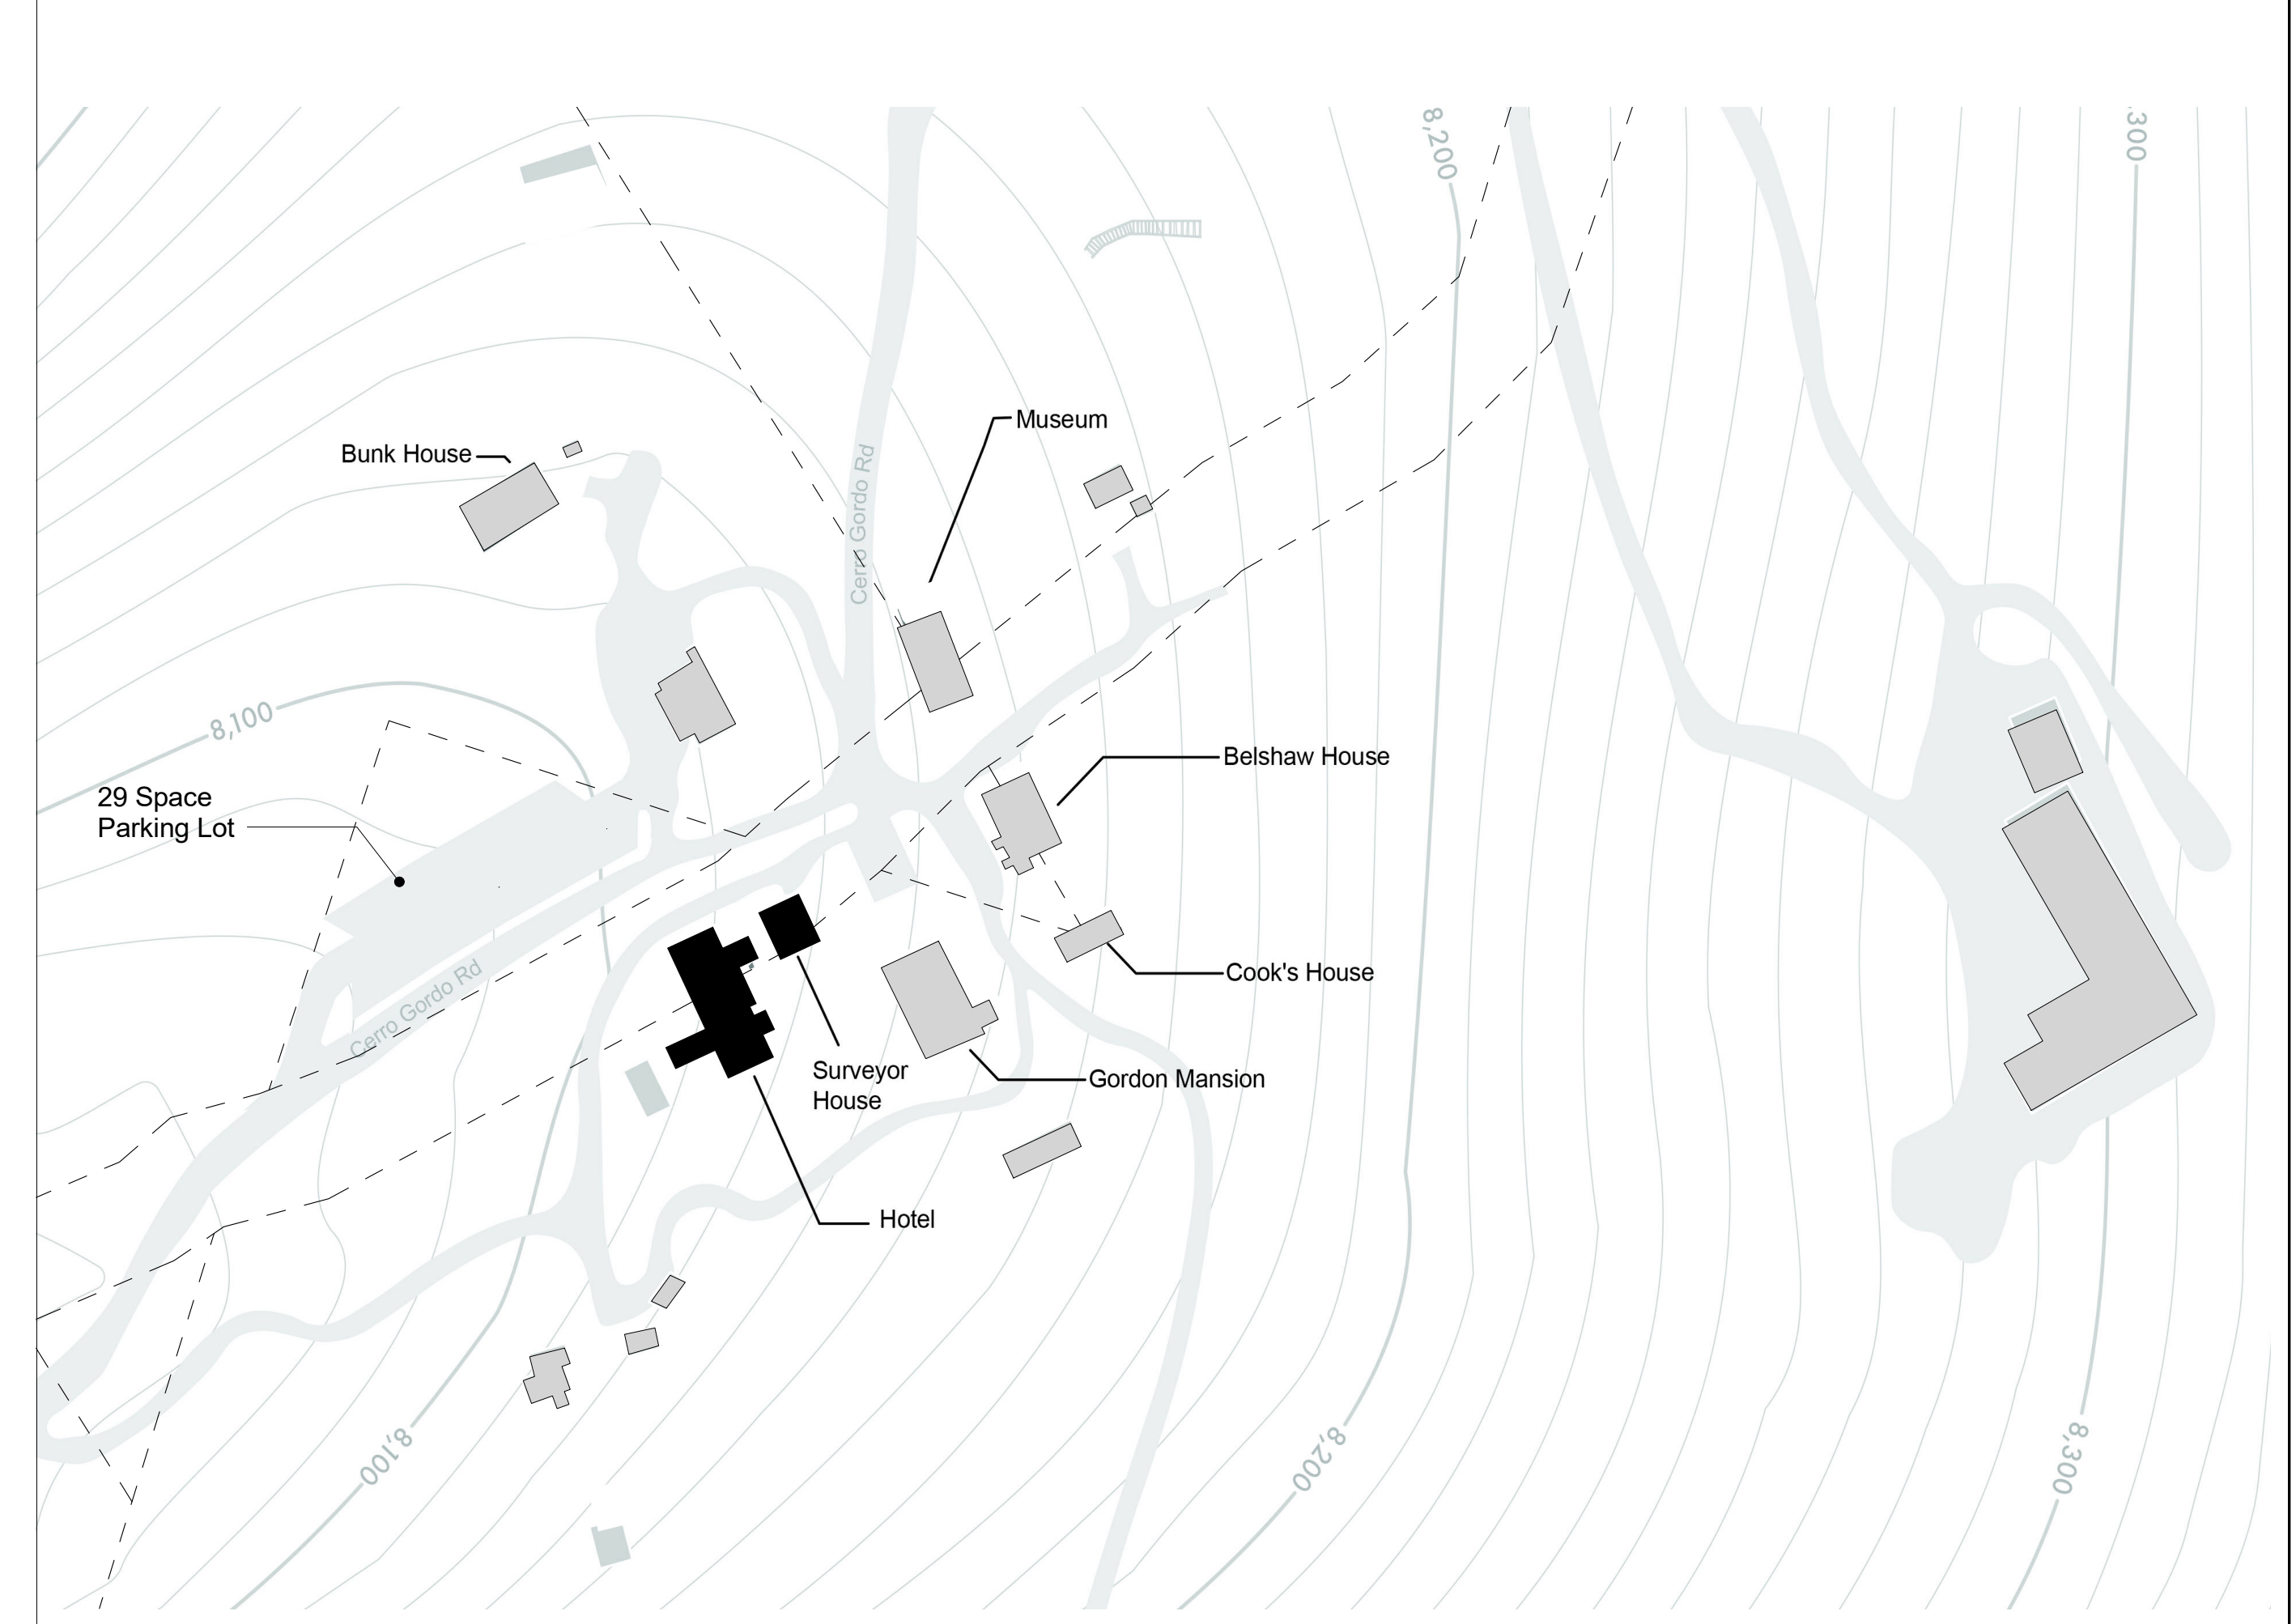 8,200
,300
Museum
Bunk House
Cerro Gordo Rd
8,100
Belshaw House
29 Space
Parking Lot
Cook's House
Cerro Gordo Rd
Surveyor
House
Gordon Mansion
Hotel
8,100
8,200
8,300